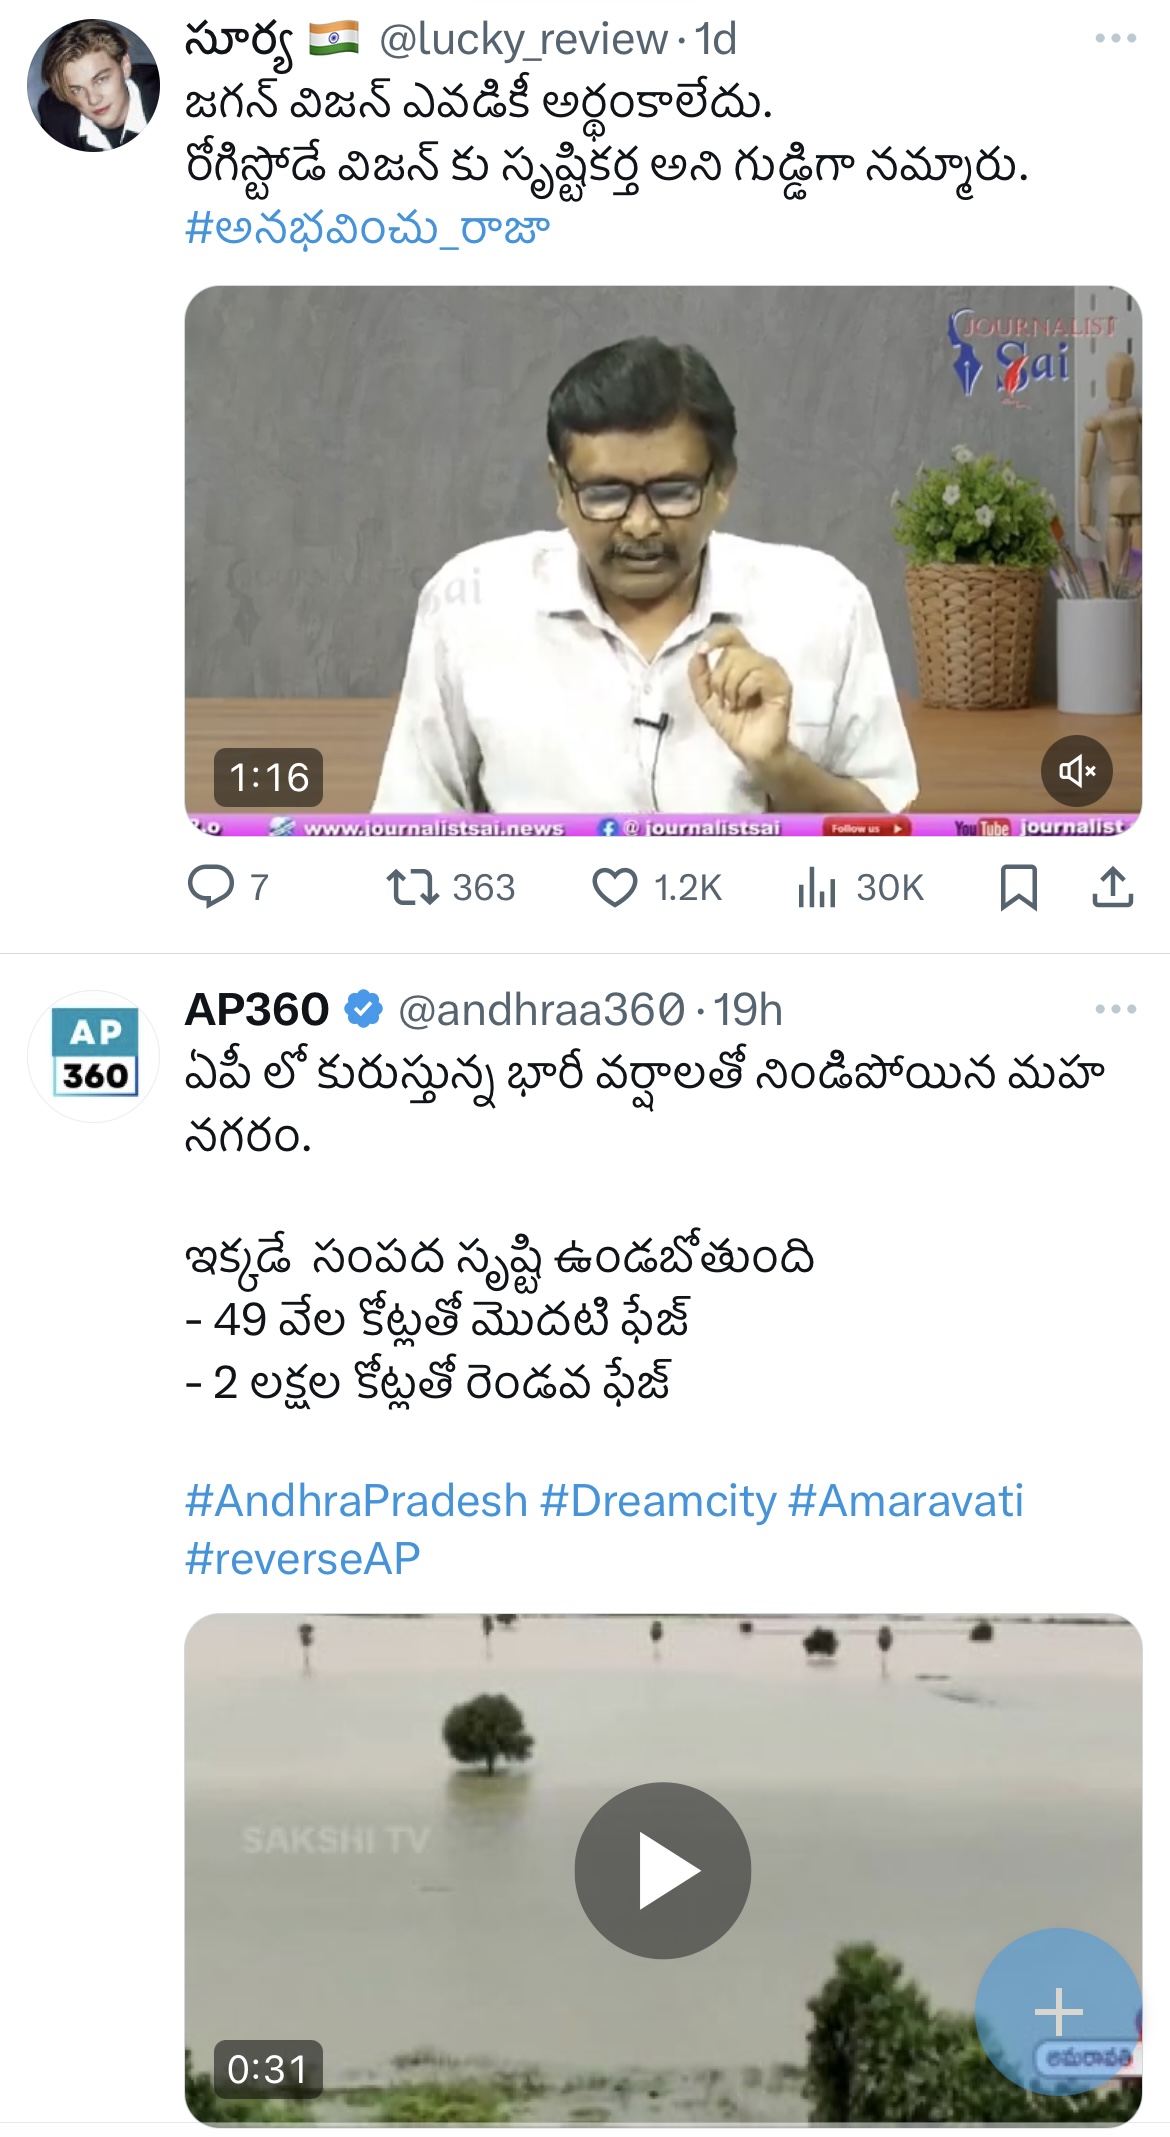 సూర్య 🇮🇳 @lucky_review · 1d
జగన్ విజన్ ఎవడికీ అర్థంకాలేదు.
రోగిస్టోడే విజన్ కు సృష్టికర్త అని గుడ్డిగా నమ్మారు.
#అనభవించు_రాజా
JOURNALIST
Sai
sai
1:16
www.journalistsai.news @journalistsai Follow us YouTube journalist
7 363 1.2K 30K
AP360 @andhraa360 · 19h
AP
360
ఏపీ లో కురుస్తున్న భారీ వర్షాలతో నిండిపోయిన మహ
నగరం.
ఇక్కడే సంపద సృష్టి ఉండబోతుంది
- 49 వేల కోట్లతో మొదటి ఫేజ్
- 2 లక్షల కోట్లతో రెండవ ఫేజ్
#AndhraPradesh #Dreamcity #Amaravati
#reverseAP
SAKSHI TV
0:31
అమరావతి